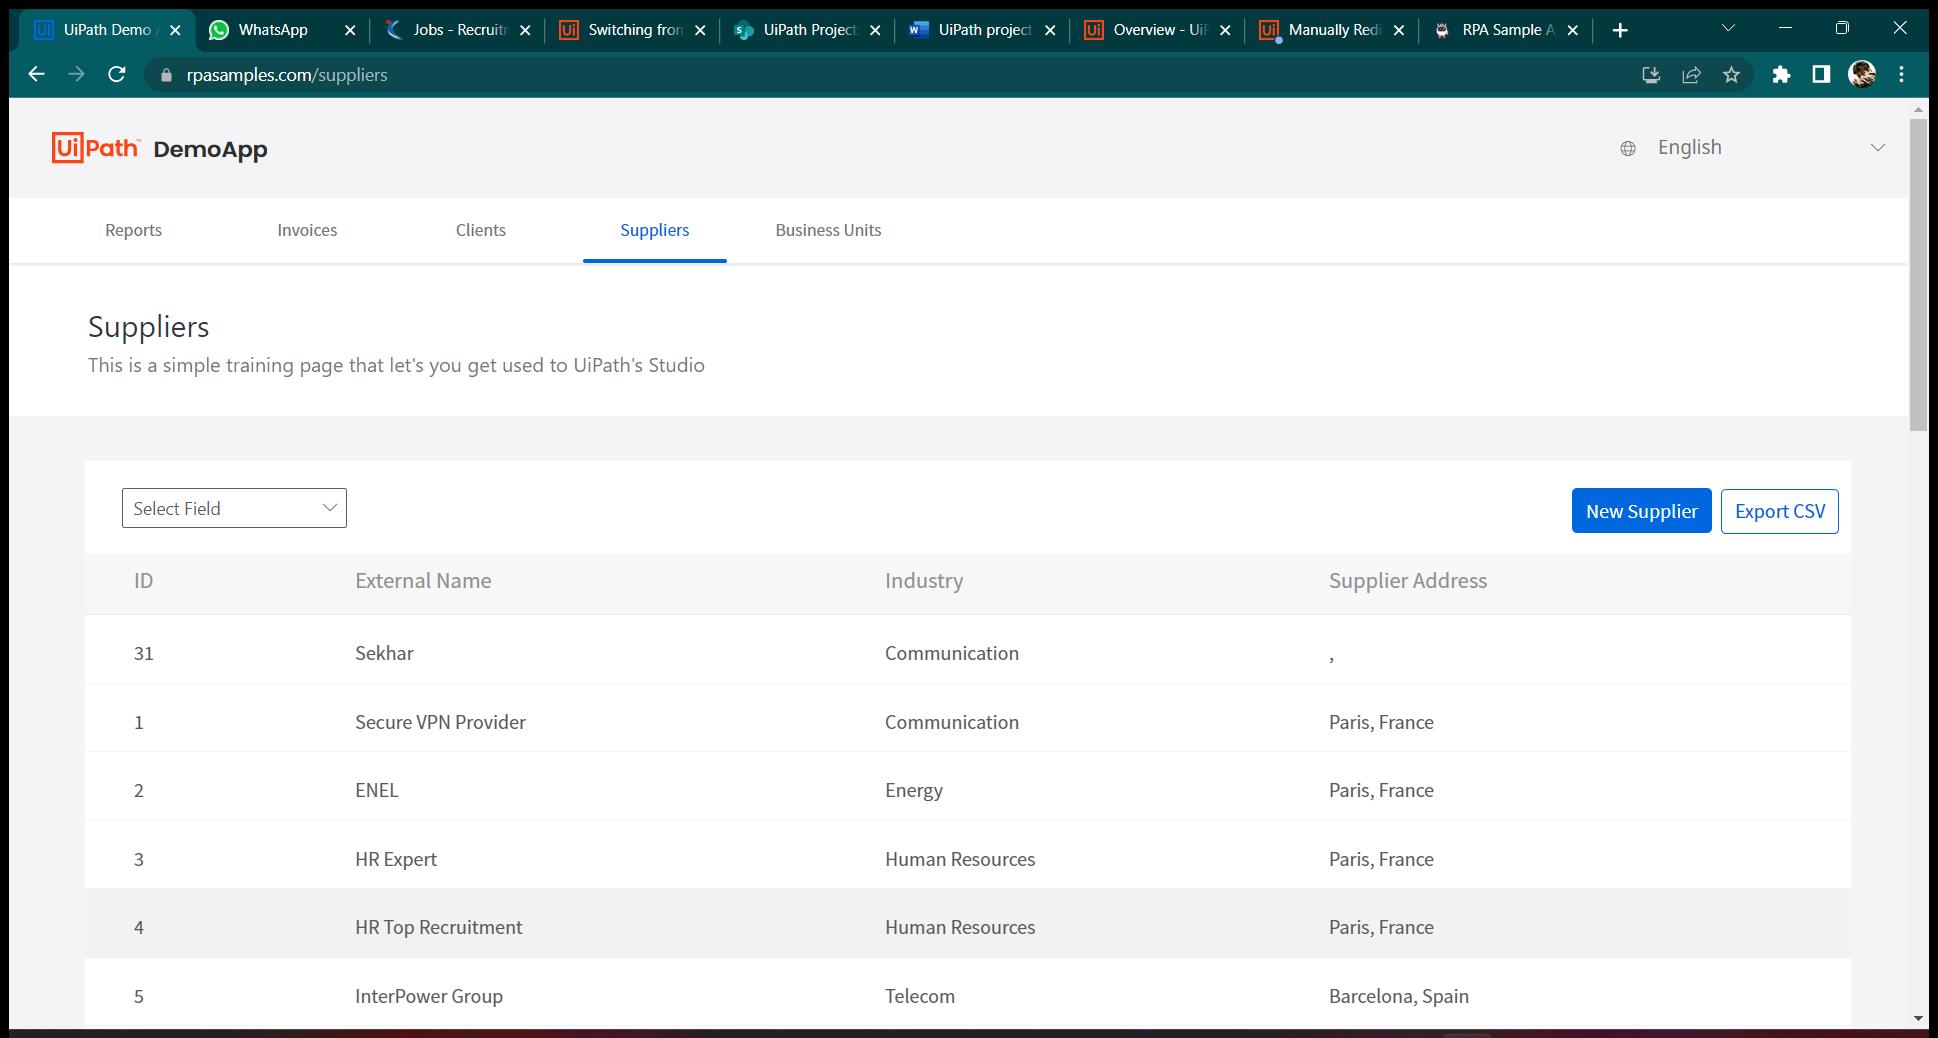 UiPath Demo
WhatsApp
Jobs - Recruitn
Switching from
UiPath Projects
UiPath project
Overview - UiP
Manually Redi
RPA Sample A
rpasamples.com/suppliers
UiPath™ DemoApp
English
Reports
Invoices
Clients
Suppliers
Business Units
Suppliers
This is a simple training page that let's you get used to UiPath's Studio
Select Field
New Supplier
Export CSV
ID External Name Industry Supplier Address
31 Sekhar Communication ,
1 Secure VPN Provider Communication Paris, France
2 ENEL Energy Paris, France
3 HR Expert Human Resources Paris, France
4 HR Top Recruitment Human Resources Paris, France
5 InterPower Group Telecom Barcelona, Spain